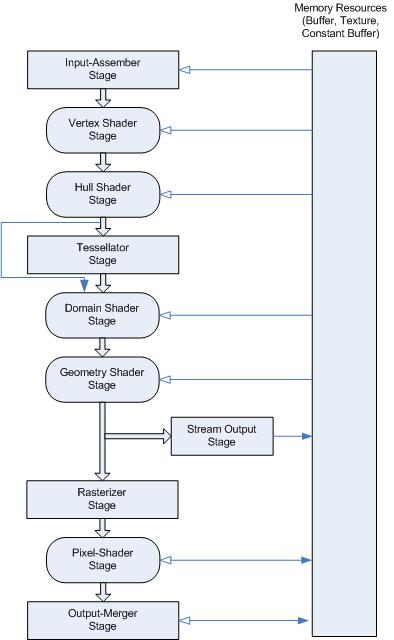 Memory Resources
(Buffer, Texture,
Constant Buffer)
Input-Assember
Stage
Vertex Shader
Stage
Hull Shader
Stage
Tessellator
Stage
Domain Shader
Stage
Geometry Shader
Stage
Stream Output
Stage
Rasterizer
Stage
Pixel-Shader
Stage
Output-Merger
Stage